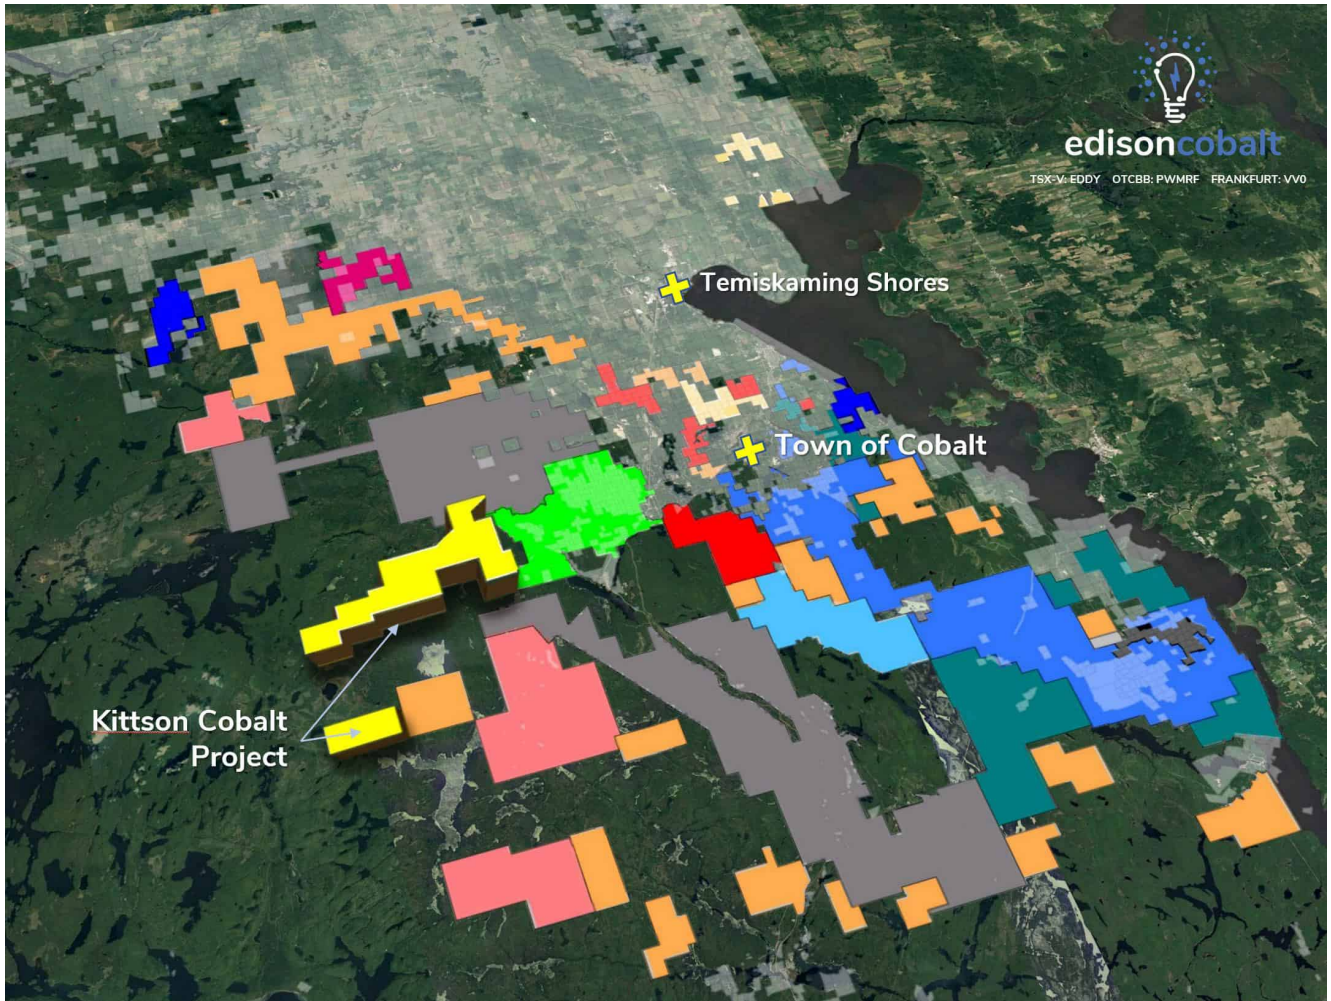 edisoncobalt
TSX-V: EDDY OTCBB: PWMRF FRANKFURT: VV0
Temiskaming Shores
Town of Cobalt
Kittson Cobalt
Project